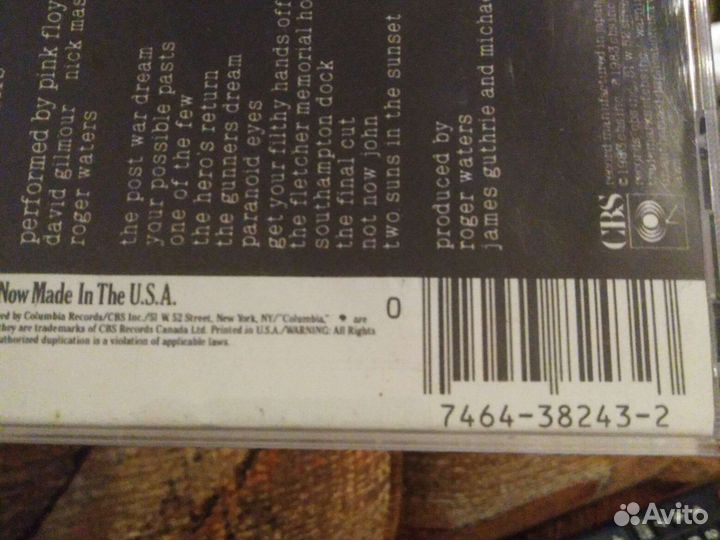 performed by pink floy
david gilmour nick mas
roger waters
the post war dream
your possible pasts
one of the few
the hero's return
the gunners dream
paranoid eyes
get your filthy hands off
the fletcher memorial ho
southampton dock
the final cut
not now john
two suns in the sunset
produced by
roger waters
james guthrie and michae
CBS
Now Made In The U.S.A.
ed by Columbia Records/CBS Inc./51 W. 52 Street, New York, NY/"Columbia," are
they are trademarks of CBS Records Canada Ltd. Printed in U.S.A./WARNING: All Rights
authorized duplication is a violation of applicable laws.
0
7464-38243-2
Avito